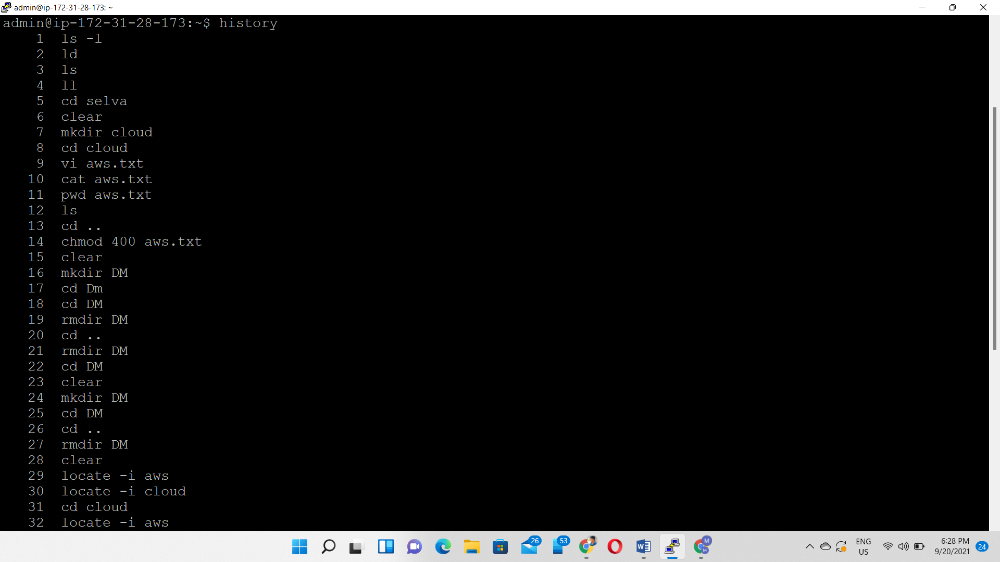 admin@ip-172-31-28-173: ~
admin@ip-172-31-28-173:~$ history
1 ls -l
2 ld
3 ls
4 ll
5 cd selva
6 clear
7 mkdir cloud
8 cd cloud
9 vi aws.txt
10 cat aws.txt
11 pwd aws.txt
12 ls
13 cd ..
14 chmod 400 aws.txt
15 clear
16 mkdir DM
17 cd Dm
18 cd DM
19 rmdir DM
20 cd ..
21 rmdir DM
22 cd DM
23 clear
24 mkdir DM
25 cd DM
26 cd ..
27 rmdir DM
28 clear
29 locate -i aws
30 locate -i cloud
31 cd cloud
32 locate -i aws
26
53
W
M
M
ENG
US
6:28 PM
9/20/2021
24